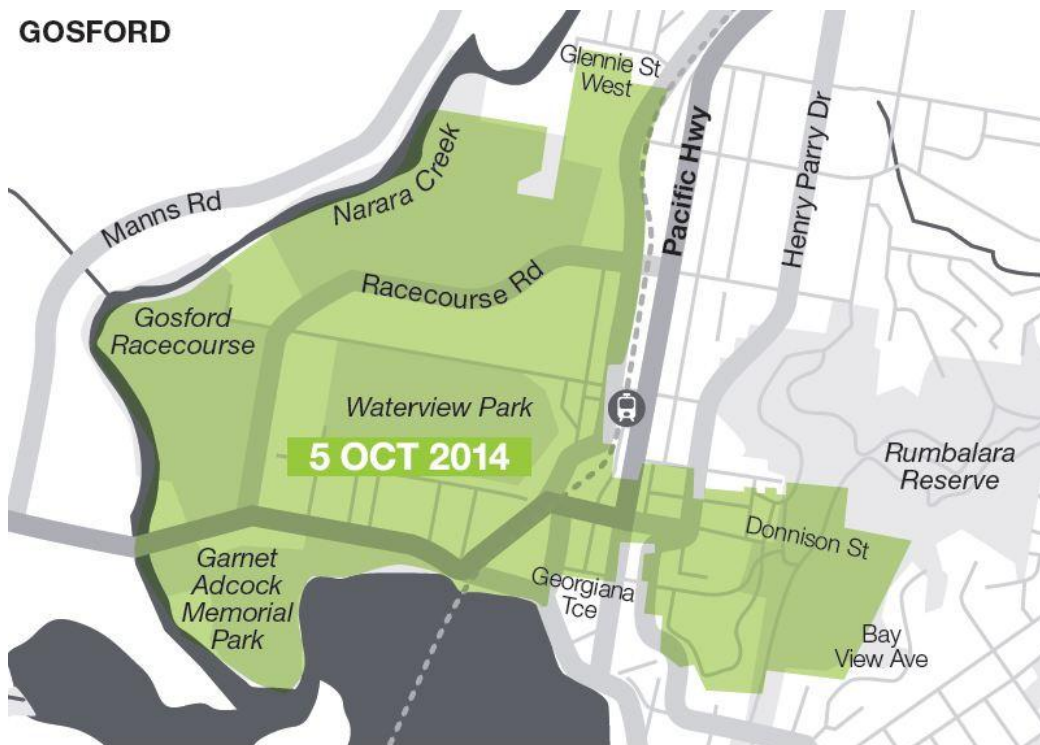 GOSFORD
Glennie St
West
Narara Creek
Manns Rd
Pacific Hwy
Henry Parry Dr
Racecourse Rd
Gosford
Racecourse
Waterview Park
5 OCT 2014
Rumbalara
Reserve
Donnison St
Garnet
Adcock
Memorial
Park
Georgiana
Tce
Bay
View Ave